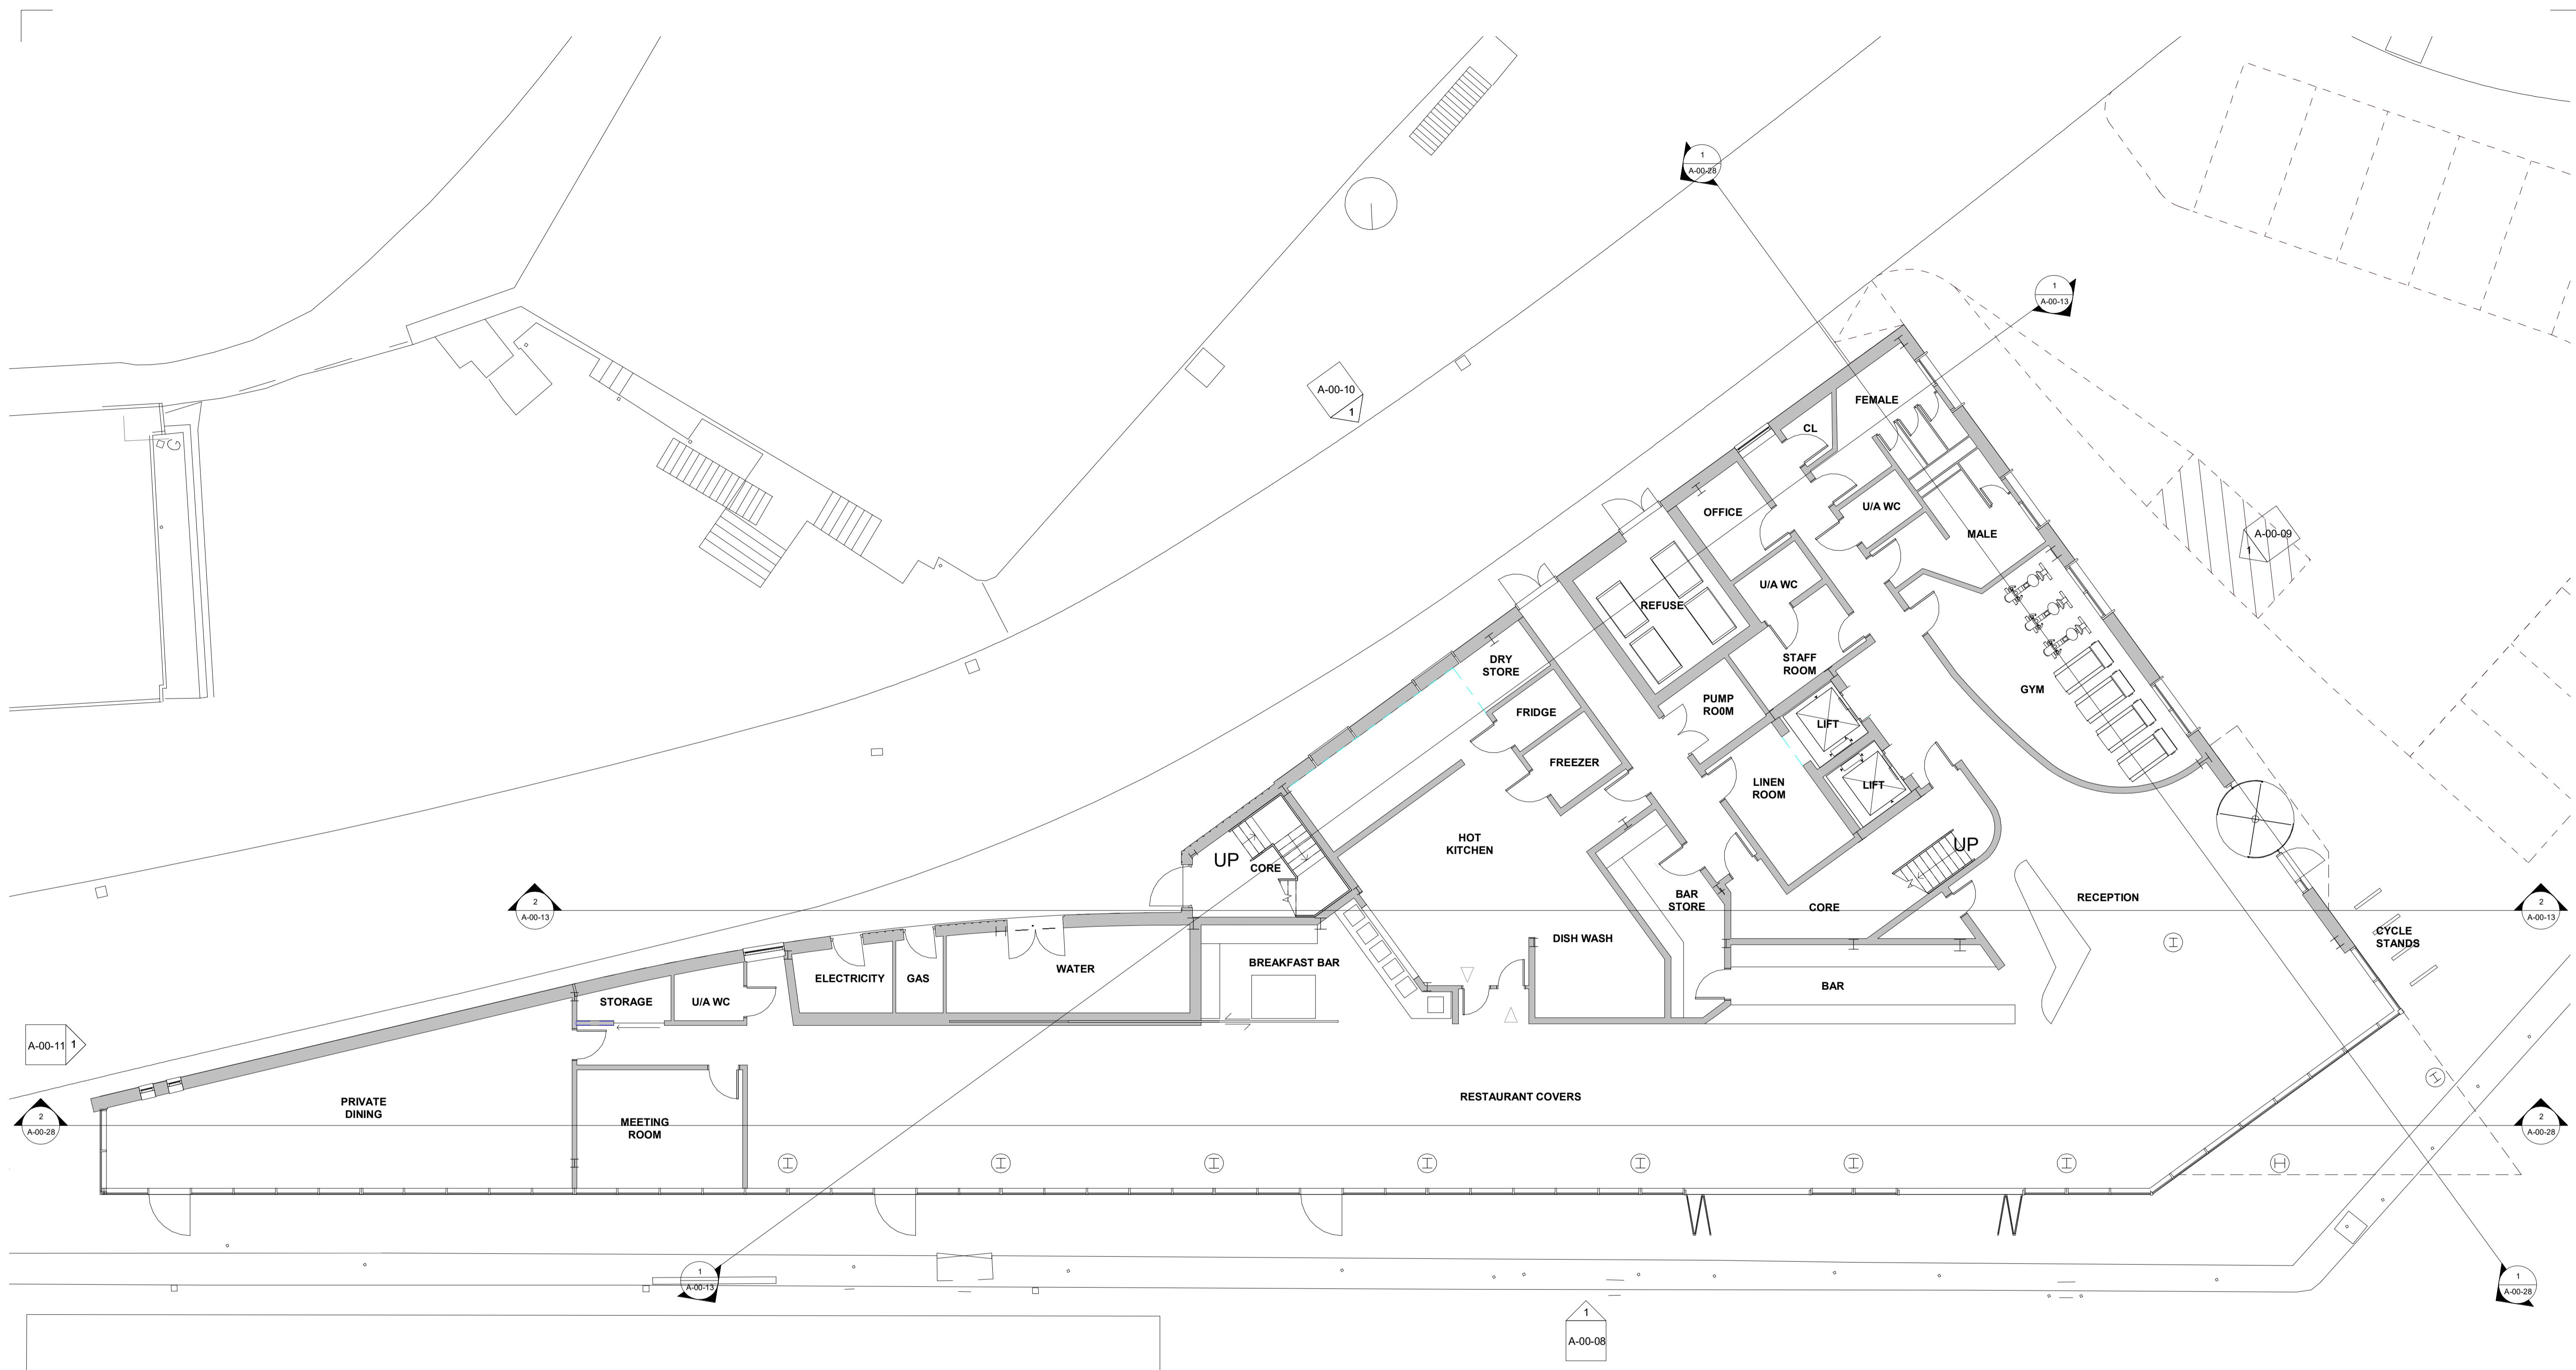 1
A-00-28
1
A-00-13
A-00-10
1
FEMALE
CL
G
OFFICE
U/A WC
MALE
A-00-09
1
U/A WC
REFUSE
DRY
STORE
STAFF
ROOM
GYM
PUMP
RO0M
FRIDGE
LIFT
FREEZER
LIFT
LINEN
ROOM
HOT
KITCHEN
UP
UP
CORE
BAR
STORE
CORE
RECEPTION
2
A-00-13
2
A-00-13
CYCLE
STANDS
DISH WASH
BREAKFAST BAR
WATER
ELECTRICITY
GAS
BAR
STORAGE
U/A WC
A-00-11
1
RESTAURANT COVERS
PRIVATE
DINING
MEETING
ROOM
2
A-00-28
2
A-00-28
1
A-00-13
1
A-00-28
1
A-00-08